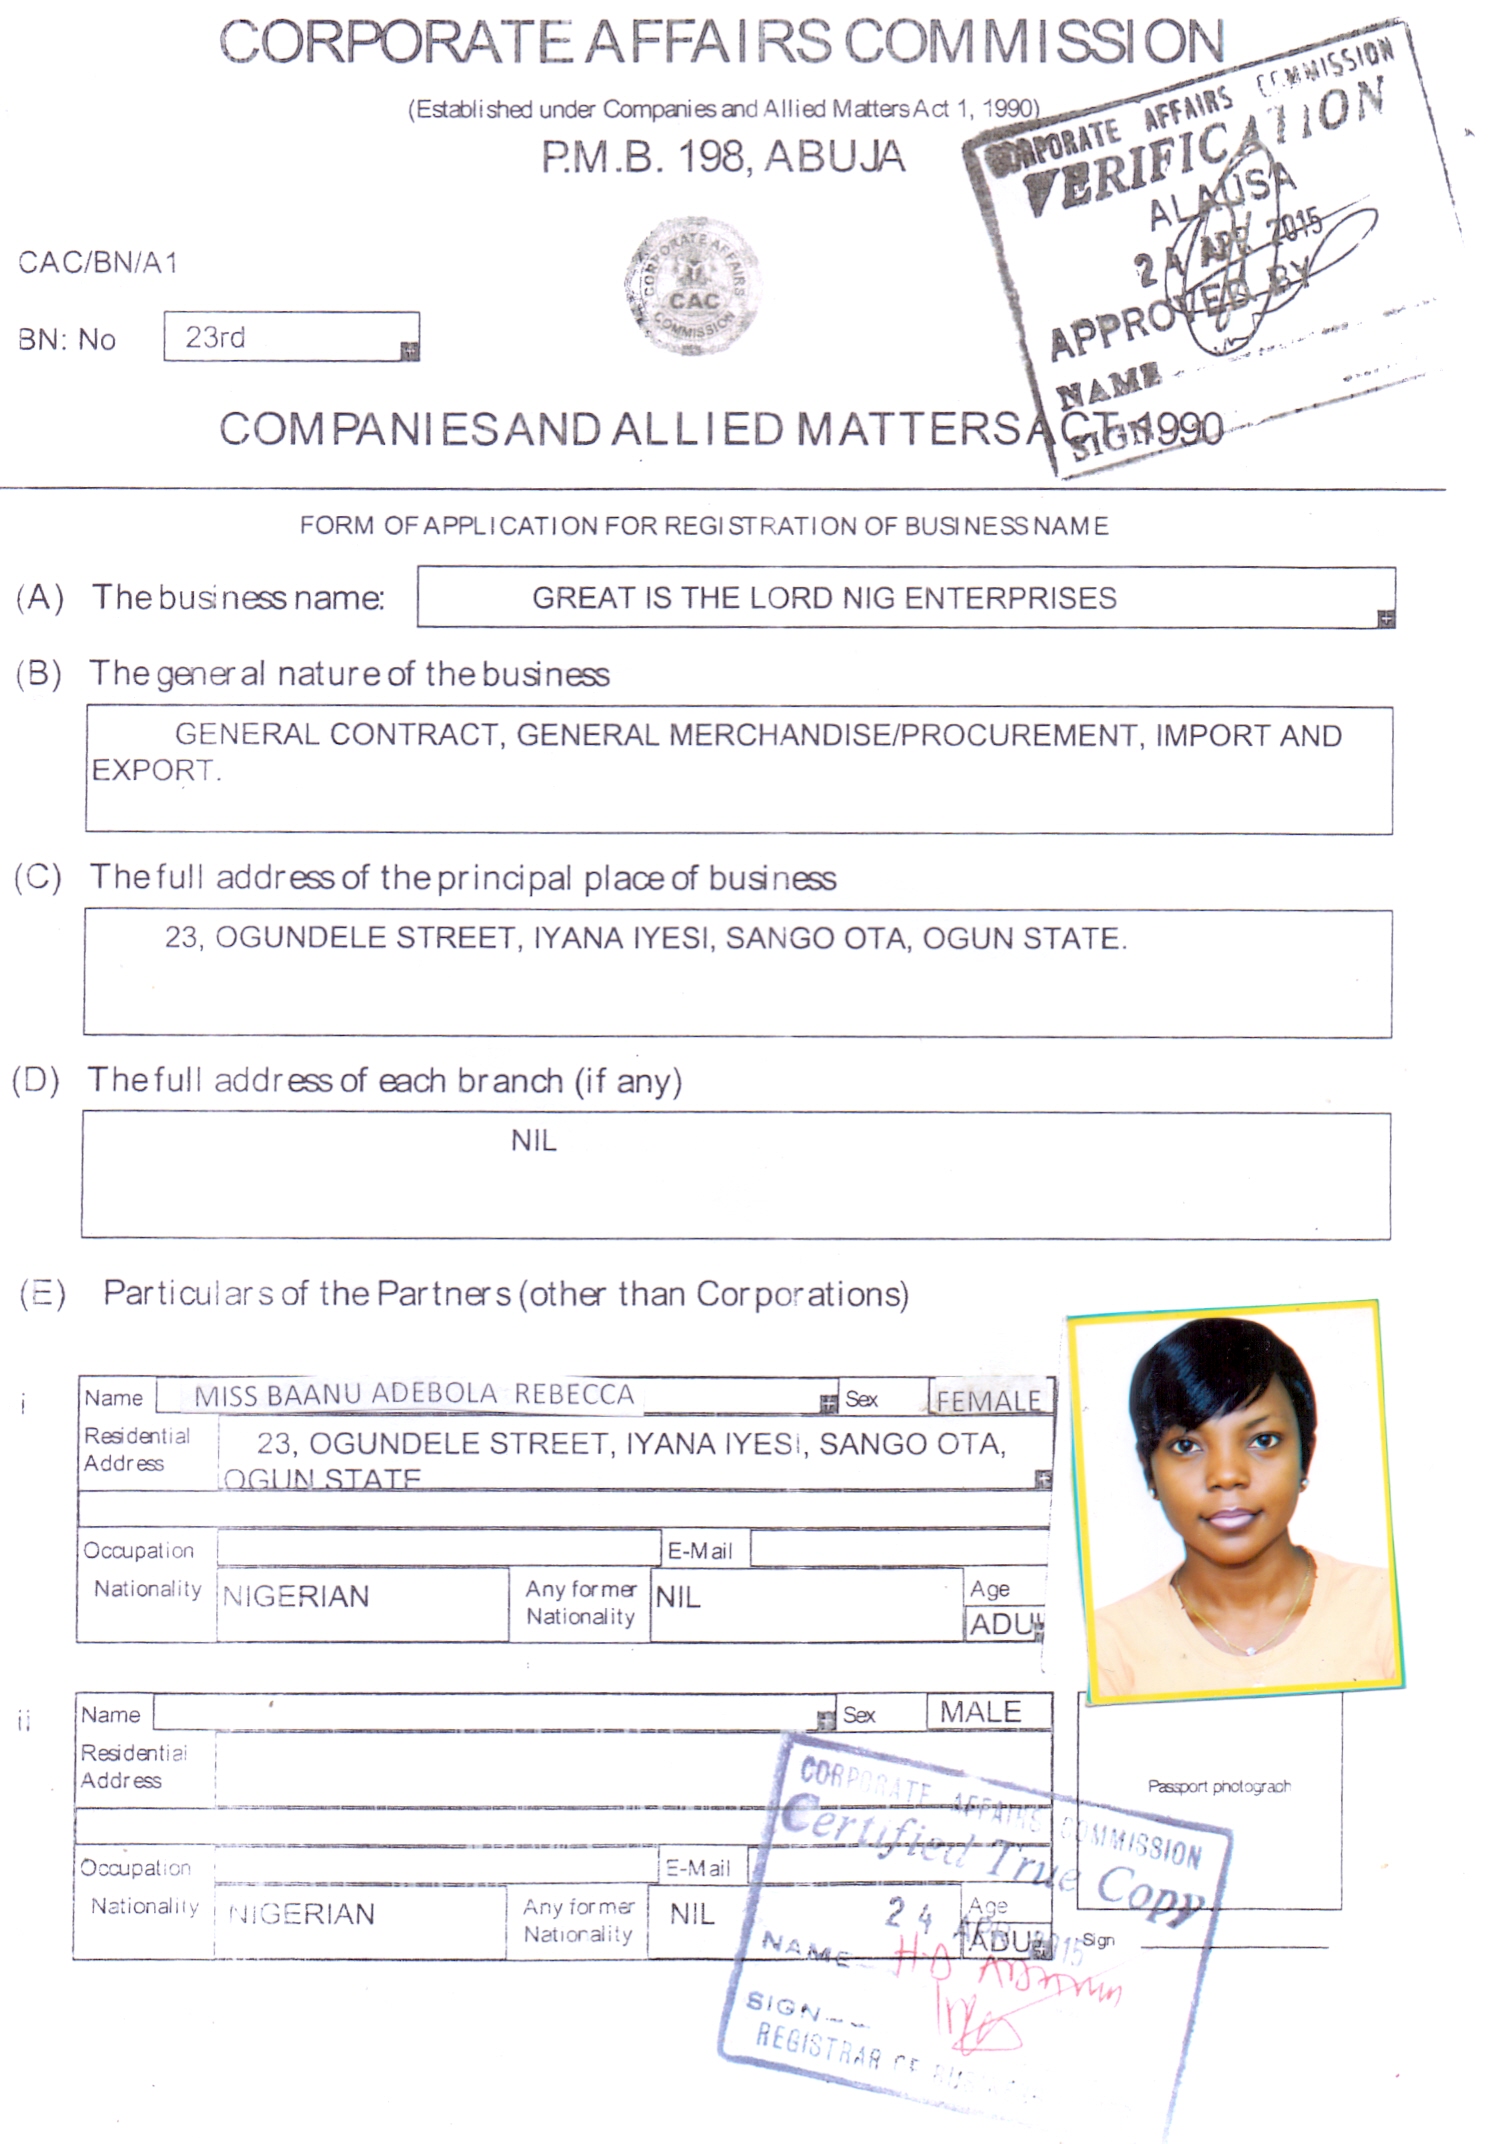 CORPORATE AFFAIRS COMMISSION
(Established under Companies and Allied Matters Act 1, 1990)
P.M.B. 198, ABUJA
CORPORATE AFFAIRS COMMISSION
VERIFICATION
ALAUSA
24 APR 2015
APPROVED BY
NAME
SIGN
CAC/BN/A1
CORPORATE AFFAIRS
CAC
COMMISSION
BN: No 23rd
COMPANIES AND ALLIED MATTERS ACT 1990
FORM OF APPLICATION FOR REGISTRATION OF BUSINESS NAME
(A) The business name: GREAT IS THE LORD NIG ENTERPRISES
(B) The general nature of the business
GENERAL CONTRACT, GENERAL MERCHANDISE/PROCUREMENT, IMPORT AND
EXPORT.
(C) The full address of the principal place of business
23, OGUNDELE STREET, IYANA IYESI, SANGO OTA, OGUN STATE.
(D) The full address of each branch (if any)
NIL
(E) Particulars of the Partners (other than Corporations)
i Name MISS BAANU ADEBOLA REBECCA Sex FEMALE
Residential 23, OGUNDELE STREET, IYANA IYESI, SANGO OTA,
Address OGUN STATE
Occupation E-Mail
Nationality NIGERIAN Any former NIL Age
Nationality ADU
ii Name Sex MALE
Residential
Address
Passport photograph
Occupation E-Mail
Nationality NIGERIAN Any former NIL Age
Nationality ADU Sign
CORPORATE AFFAIRS COMMISSION
Certified True Copy
24 APR 2015
NAME
SIGN
REGISTRAR OF